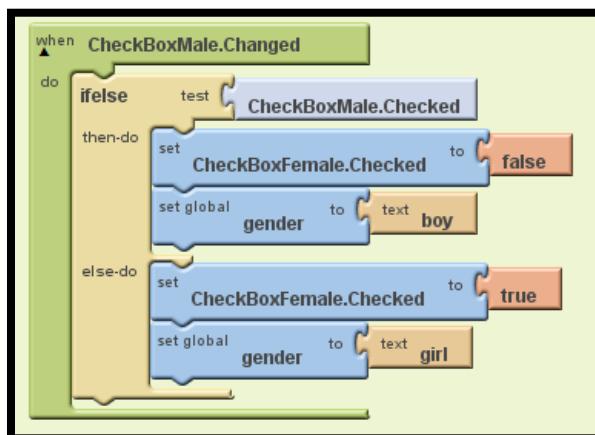 when CheckBoxMale.Changed
do
ifelse test CheckBoxMale.Checked
then-do set CheckBoxFemale.Checked to false
set global gender to text boy
else-do set CheckBoxFemale.Checked to true
set global gender to text girl